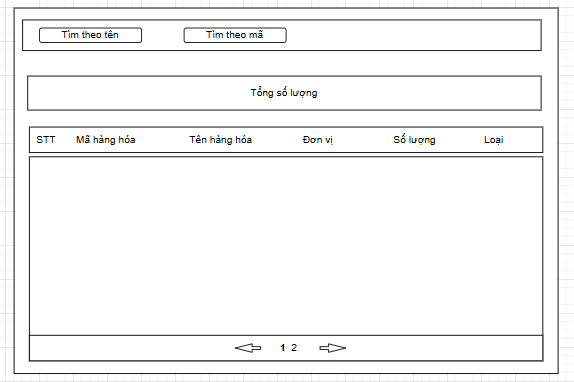 Tìm theo tên Tìm theo mã
Tổng số lượng
STT Mã hàng hóa Tên hàng hóa Đơn vị Số lượng Loại
1 2